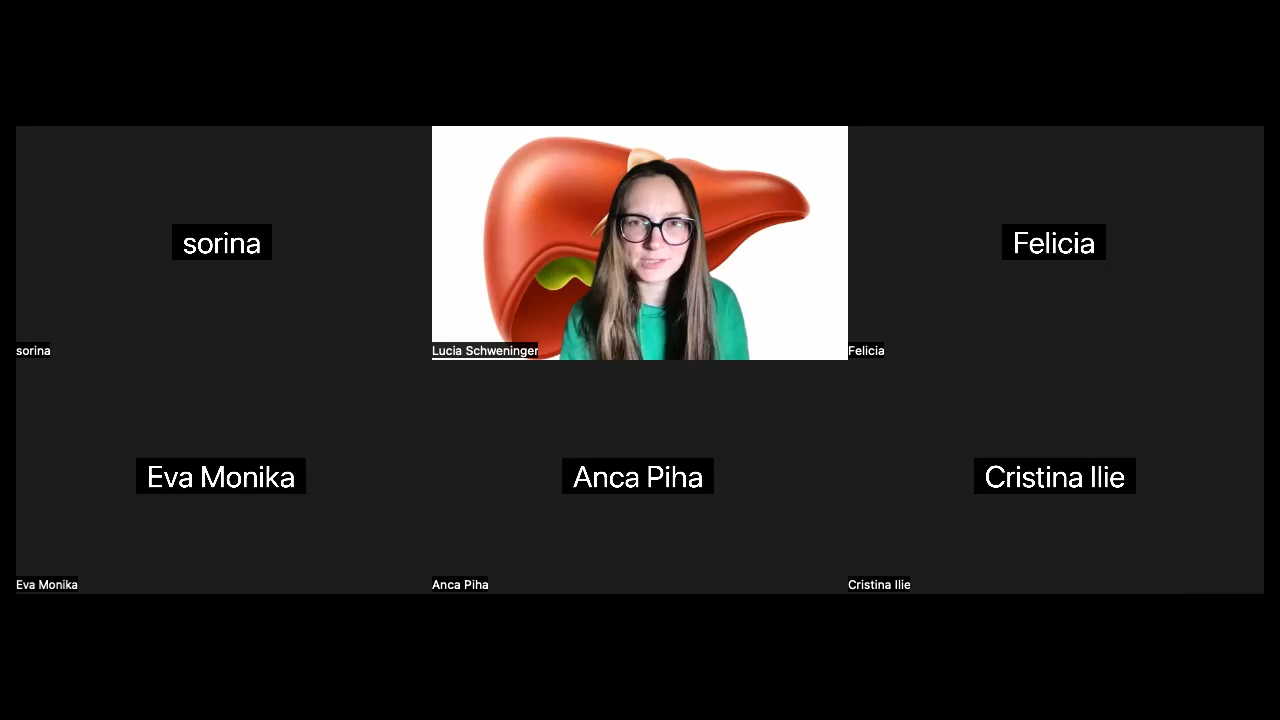 sorina
Felicia
sorina
Lucia Schweninger
Felicia
Eva Monika
Anca Piha
Cristina Ilie
Eva Monika
Anca Piha
Cristina Ilie